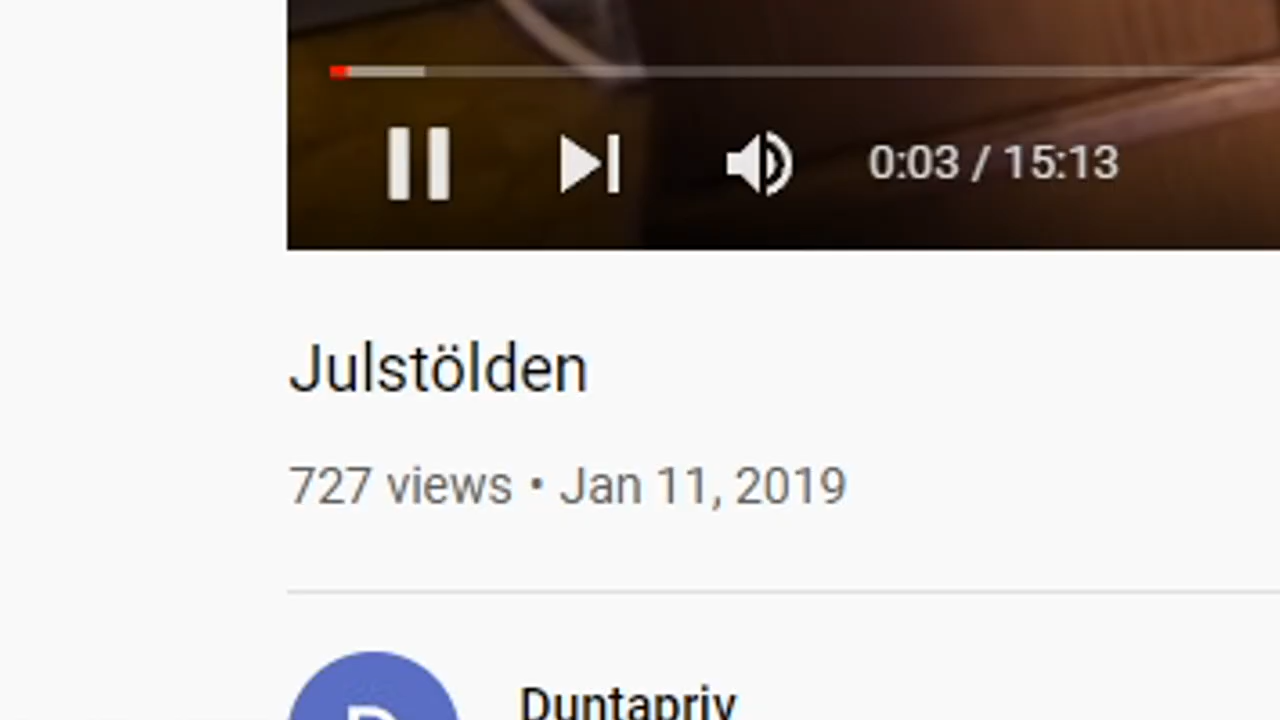 0:03 / 15:13
Julstölden
727 views • Jan 11, 2019
D
Duntapriv